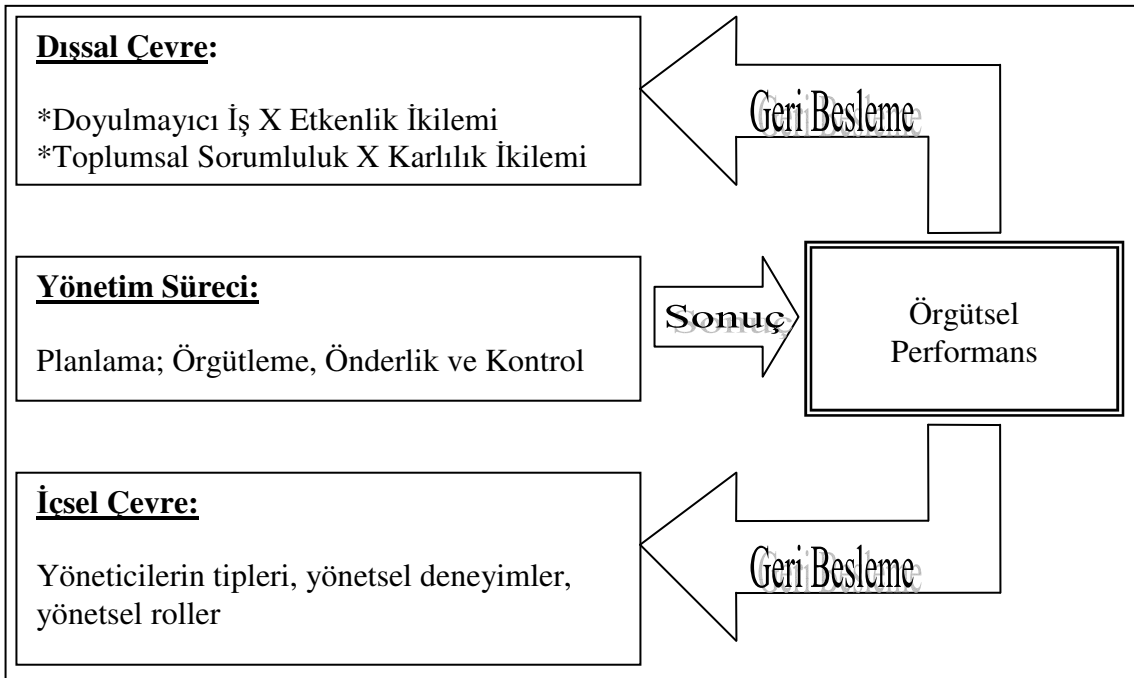 Dışsal Çevre:
*Doyulmayıcı İş X Etkenlik İkilemi
*Toplumsal Sorumluluk X Karlılık İkilemi
Geri Besleme
Yönetim Süreci:
Planlama; Örgütleme, Önderlik ve Kontrol
Sonuç
Örgütsel
Performans
İçsel Çevre:
Yöneticilerin tipleri, yönetsel deneyimler,
yönetsel roller
Geri Besleme